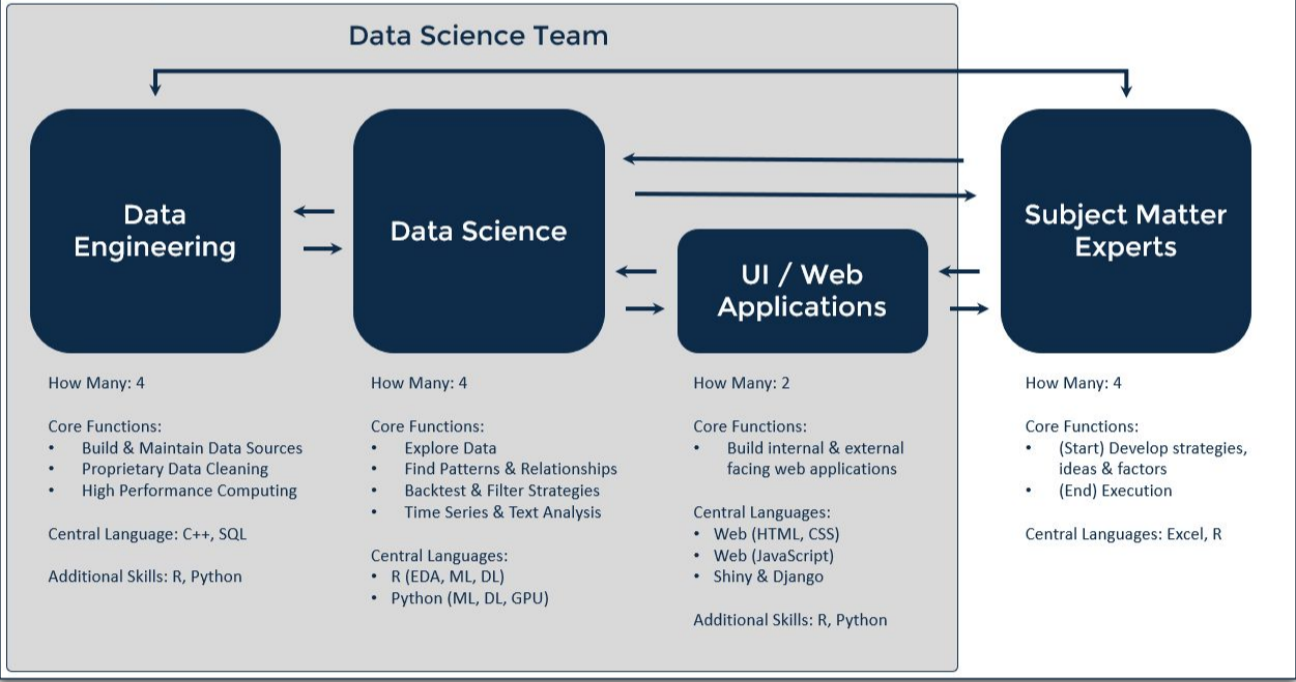 Data Science Team
Data
Engineering
Data Science
UI / Web
Applications
Subject Matter
Experts
How Many: 4
Core Functions:
• Build & Maintain Data Sources
• Proprietary Data Cleaning
• High Performance Computing
Central Language: C++, SQL
Additional Skills: R, Python
How Many: 4
Core Functions:
• Explore Data
• Find Patterns & Relationships
• Backtest & Filter Strategies
• Time Series & Text Analysis
Central Languages:
• R (EDA, ML, DL)
• Python (ML, DL, GPU)
How Many: 2
Core Functions:
• Build internal & external
facing web applications
Central Languages:
• Web (HTML, CSS)
• Web (JavaScript)
• Shiny & Django
Additional Skills: R, Python
How Many: 4
Core Functions:
• (Start) Develop strategies,
ideas & factors
• (End) Execution
Central Languages: Excel, R